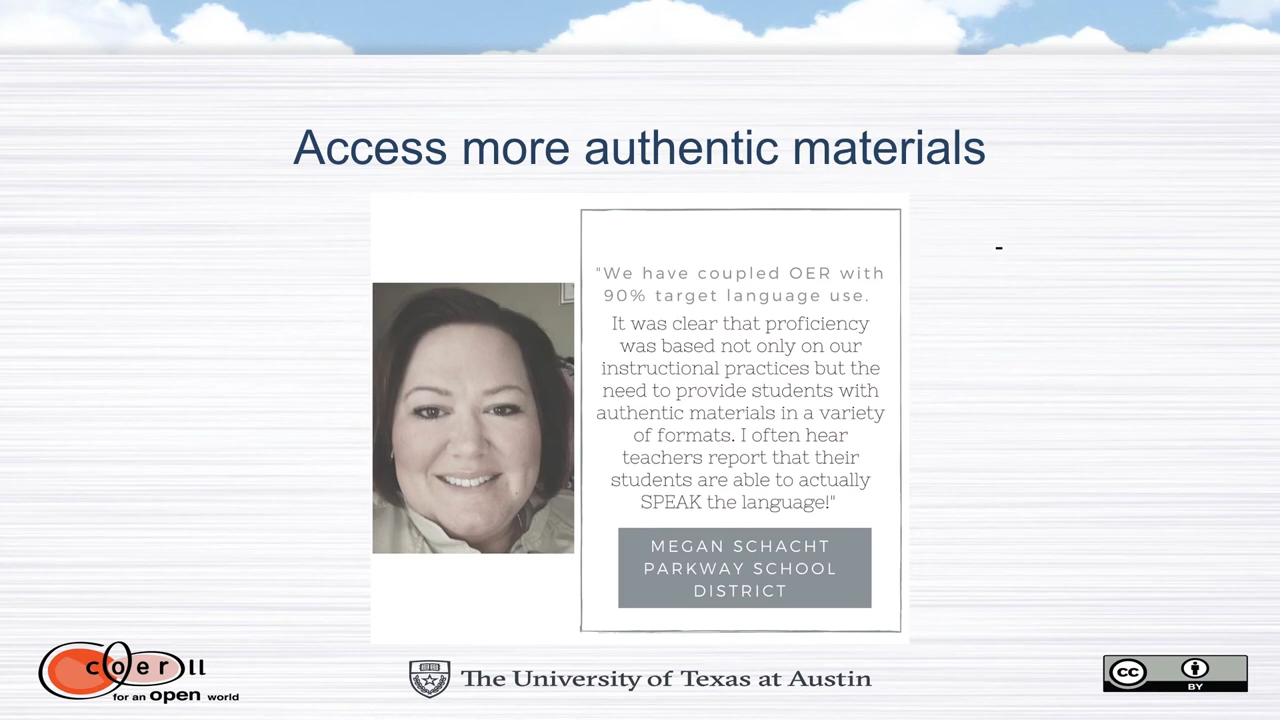 Access more authentic materials
-
"We have coupled OER with
90% target language use.
It was clear that proficiency
was based not only on our
instructional practices but the
need to provide students with
authentic materials in a variety
of formats. I often hear
teachers report that their
students are able to actually
SPEAK the language!"
MEGAN SCHACHT
PARKWAY SCHOOL
DISTRICT
coerll
for an open world
The University of Texas at Austin
cc
BY